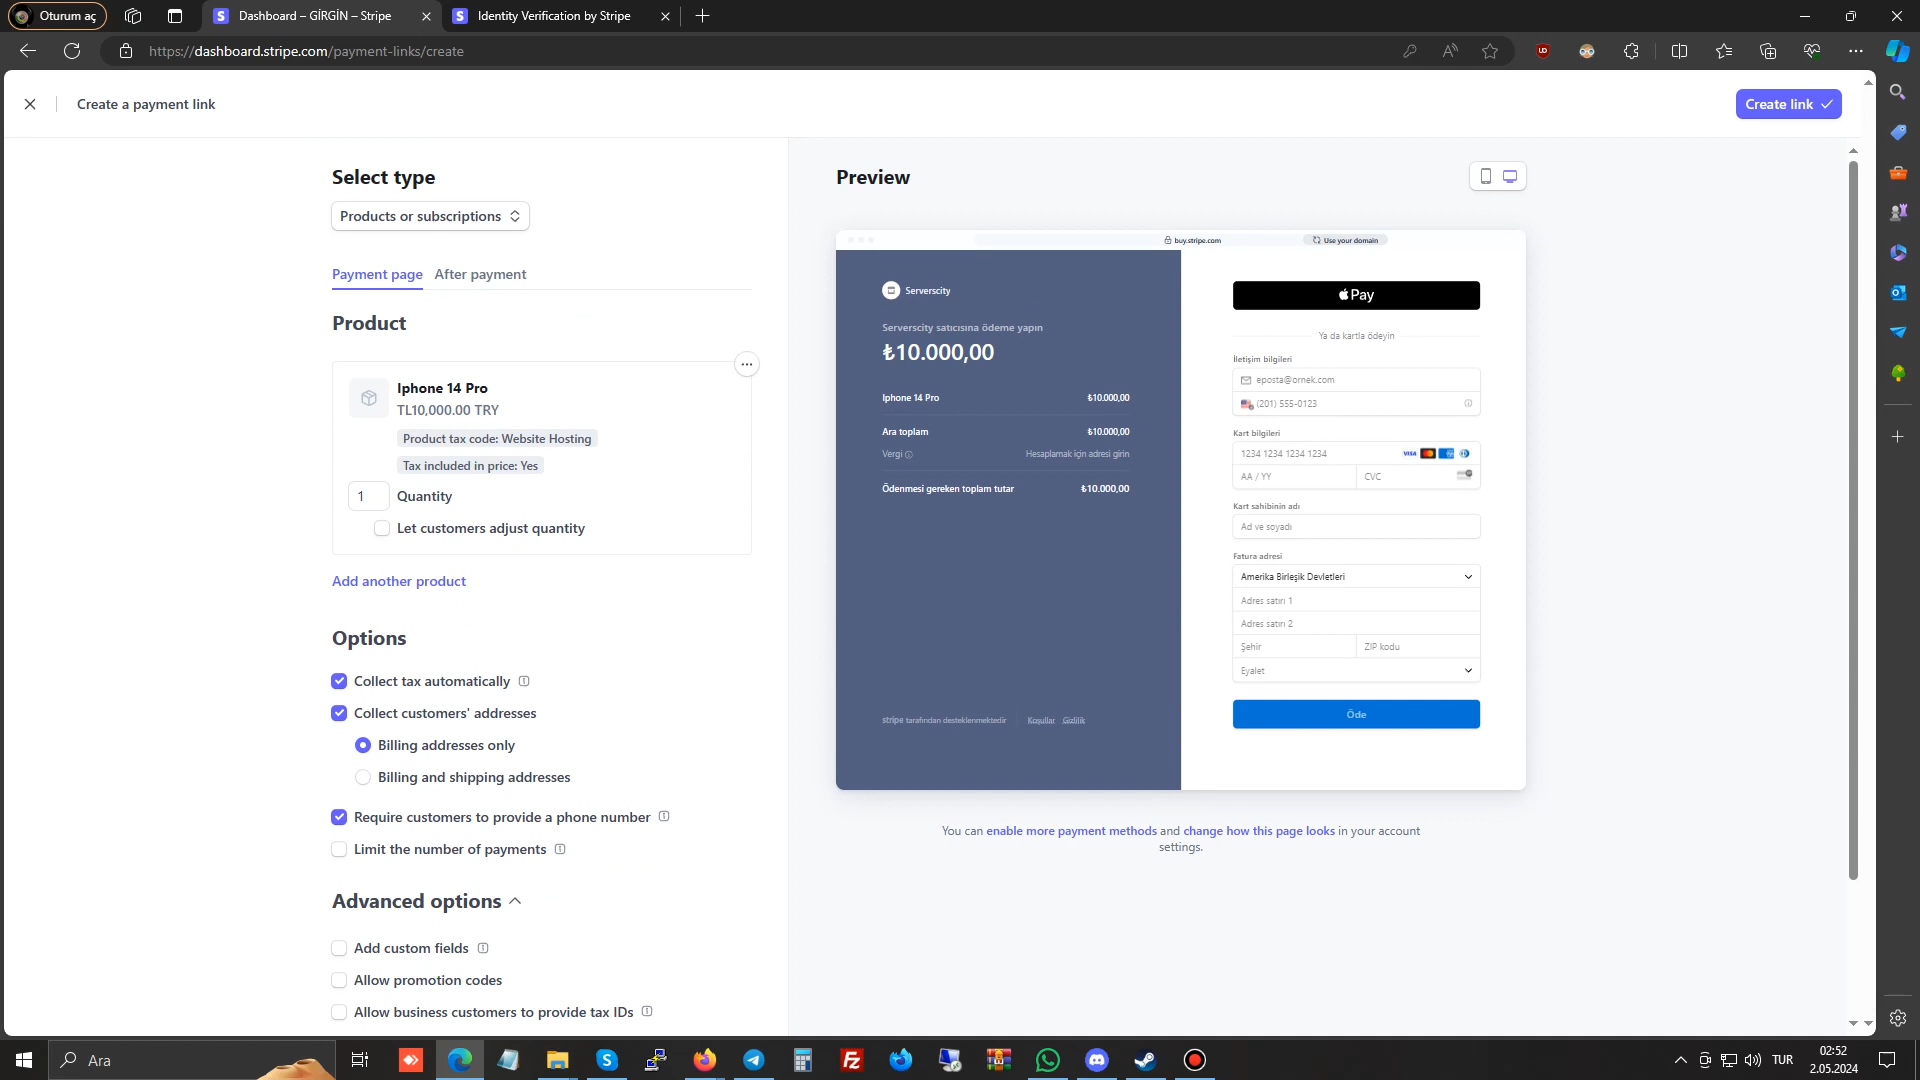 Oturum aç
Dashboard – GİRGİN – Stripe
Identity Verification by Stripe
https://dashboard.stripe.com/payment-links/create
Create a payment link
Create link
Select type
Products or subscriptions
Payment page
After payment
Product
Iphone 14 Pro
TL10,000.00 TRY
Product tax code: Website Hosting
Tax included in price: Yes
1
Quantity
Let customers adjust quantity
Add another product
Options
Collect tax automatically
Collect customers' addresses
Billing addresses only
Billing and shipping addresses
Require customers to provide a phone number
Limit the number of payments
Advanced options
Add custom fields
Allow promotion codes
Allow business customers to provide tax IDs
Preview
buy.stripe.com
Use your domain
Serverscity
Serverscity satıcısına ödeme yapın
₺10.000,00
Iphone 14 Pro ₺10.000,00
Ara toplam ₺10.000,00
Vergi Hesaplamak için adresi girin
Ödenmesi gereken toplam tutar ₺10.000,00
stripe tarafından desteklenmektedir
Koşullar Gizlilik
Pay
Ya da kartla ödeyin
İletişim bilgileri
eposta@ornek.com
(201) 555-0123
Kart bilgileri
1234 1234 1234 1234
VISA
AA / YY
CVC
Kart sahibinin adı
Ad ve soyadı
Fatura adresi
Amerika Birleşik Devletleri
Adres satırı 1
Adres satırı 2
Şehir
ZIP kodu
Eyalet
Öde
You can enable more payment methods and change how this page looks in your account
settings.
Ara
TUR
02:52
2.05.2024